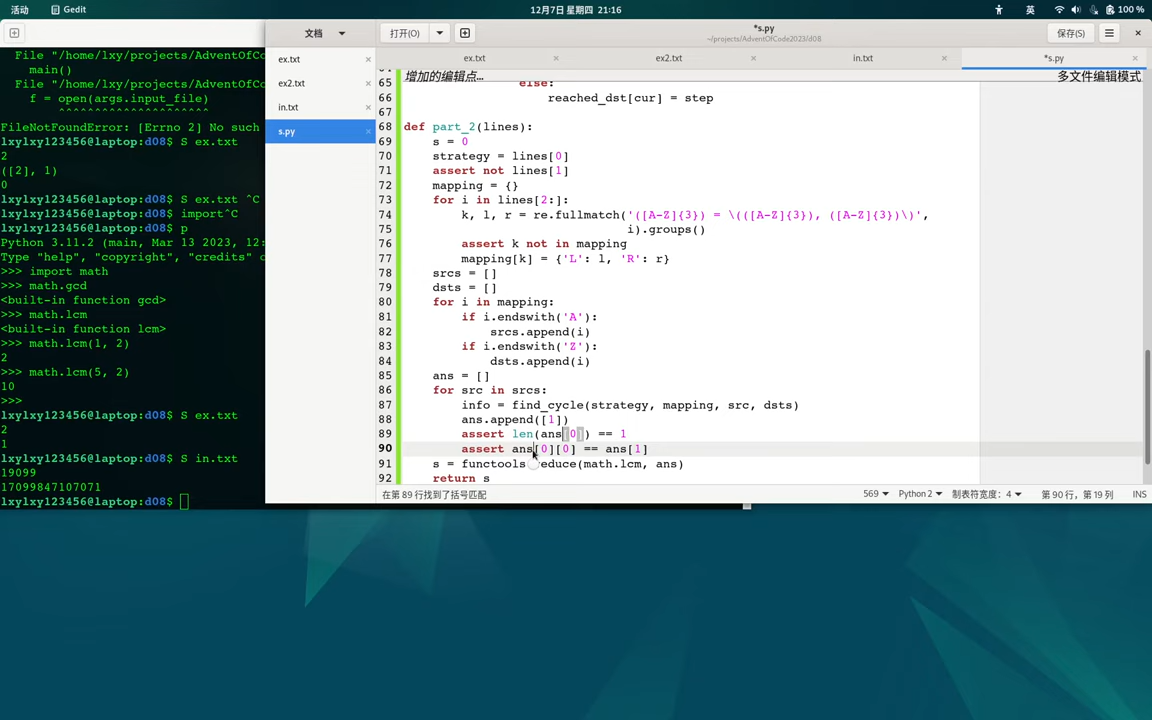 活动 Gedit 12月7日 星期四 21:16 英 100 %
文档 打开(O) *s.py 保存(S)
~/projects/AdventOfCode2023/d08
ex.txt ex2.txt in.txt *s.py
ex.txt
ex2.txt
in.txt
s.py
File "/home/lxy/projects/AdventOfCo
main()
File "/home/lxy/projects/AdventOfCo
f = open(args.input_file)
^^^^^^^^^^^^^^^^^^^^^
FileNotFoundError: [Errno 2] No such
lxylxy123456@laptop:d08$ S ex.txt
2
([2], 1)
0
lxylxy123456@laptop:d08$ S ex.txt ^C
lxylxy123456@laptop:d08$ import^C
lxylxy123456@laptop:d08$ p
Python 3.11.2 (main, Mar 13 2023, 12:
Type "help", "copyright", "credits" o
>>> import math
>>> math.gcd
<built-in function gcd>
>>> math.lcm
<built-in function lcm>
>>> math.lcm(1, 2)
2
>>> math.lcm(5, 2)
10
>>>
lxylxy123456@laptop:d08$ S ex.txt
2
1
lxylxy123456@laptop:d08$ S in.txt
19099
17099847107071
lxylxy123456@laptop:d08$
增加的编辑点… 多文件编辑模式
65 else:
66 reached_dst[cur] = step
67
68 def part_2(lines):
69 s = 0
70 strategy = lines[0]
71 assert not lines[1]
72 mapping = {}
73 for i in lines[2:]:
74 k, l, r = re.fullmatch('([A-Z]{3}) = \(([A-Z]{3}), ([A-Z]{3})\)',
75 i).groups()
76 assert k not in mapping
77 mapping[k] = {'L': l, 'R': r}
78 srcs = []
79 dsts = []
80 for i in mapping:
81 if i.endswith('A'):
82 srcs.append(i)
83 if i.endswith('Z'):
84 dsts.append(i)
85 ans = []
86 for src in srcs:
87 info = find_cycle(strategy, mapping, src, dsts)
88 ans.append([1])
89 assert len(ans[0]) == 1
90 assert ans[0][0] == ans[1]
91 s = functools.reduce(math.lcm, ans)
92 return s
在第 89 行找到了括号匹配 569 Python 2 制表符宽度：4 第 90 行，第 19 列 INS